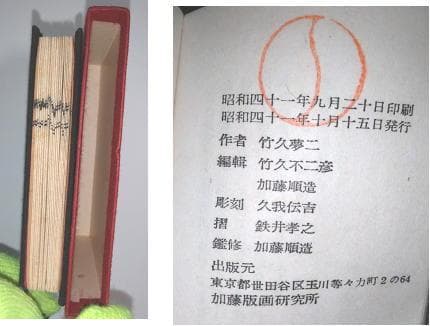 昭和四十一年九月二十日印刷
昭和四十一年十月十五日発行
作者 竹久夢二
編輯 竹久不二彦
加藤順造
彫刻 久我伝吉
摺 鉄井孝之
鑑修 加藤順造
出版元
東京都世田谷区玉川等々力町2の64
加藤版画研究所